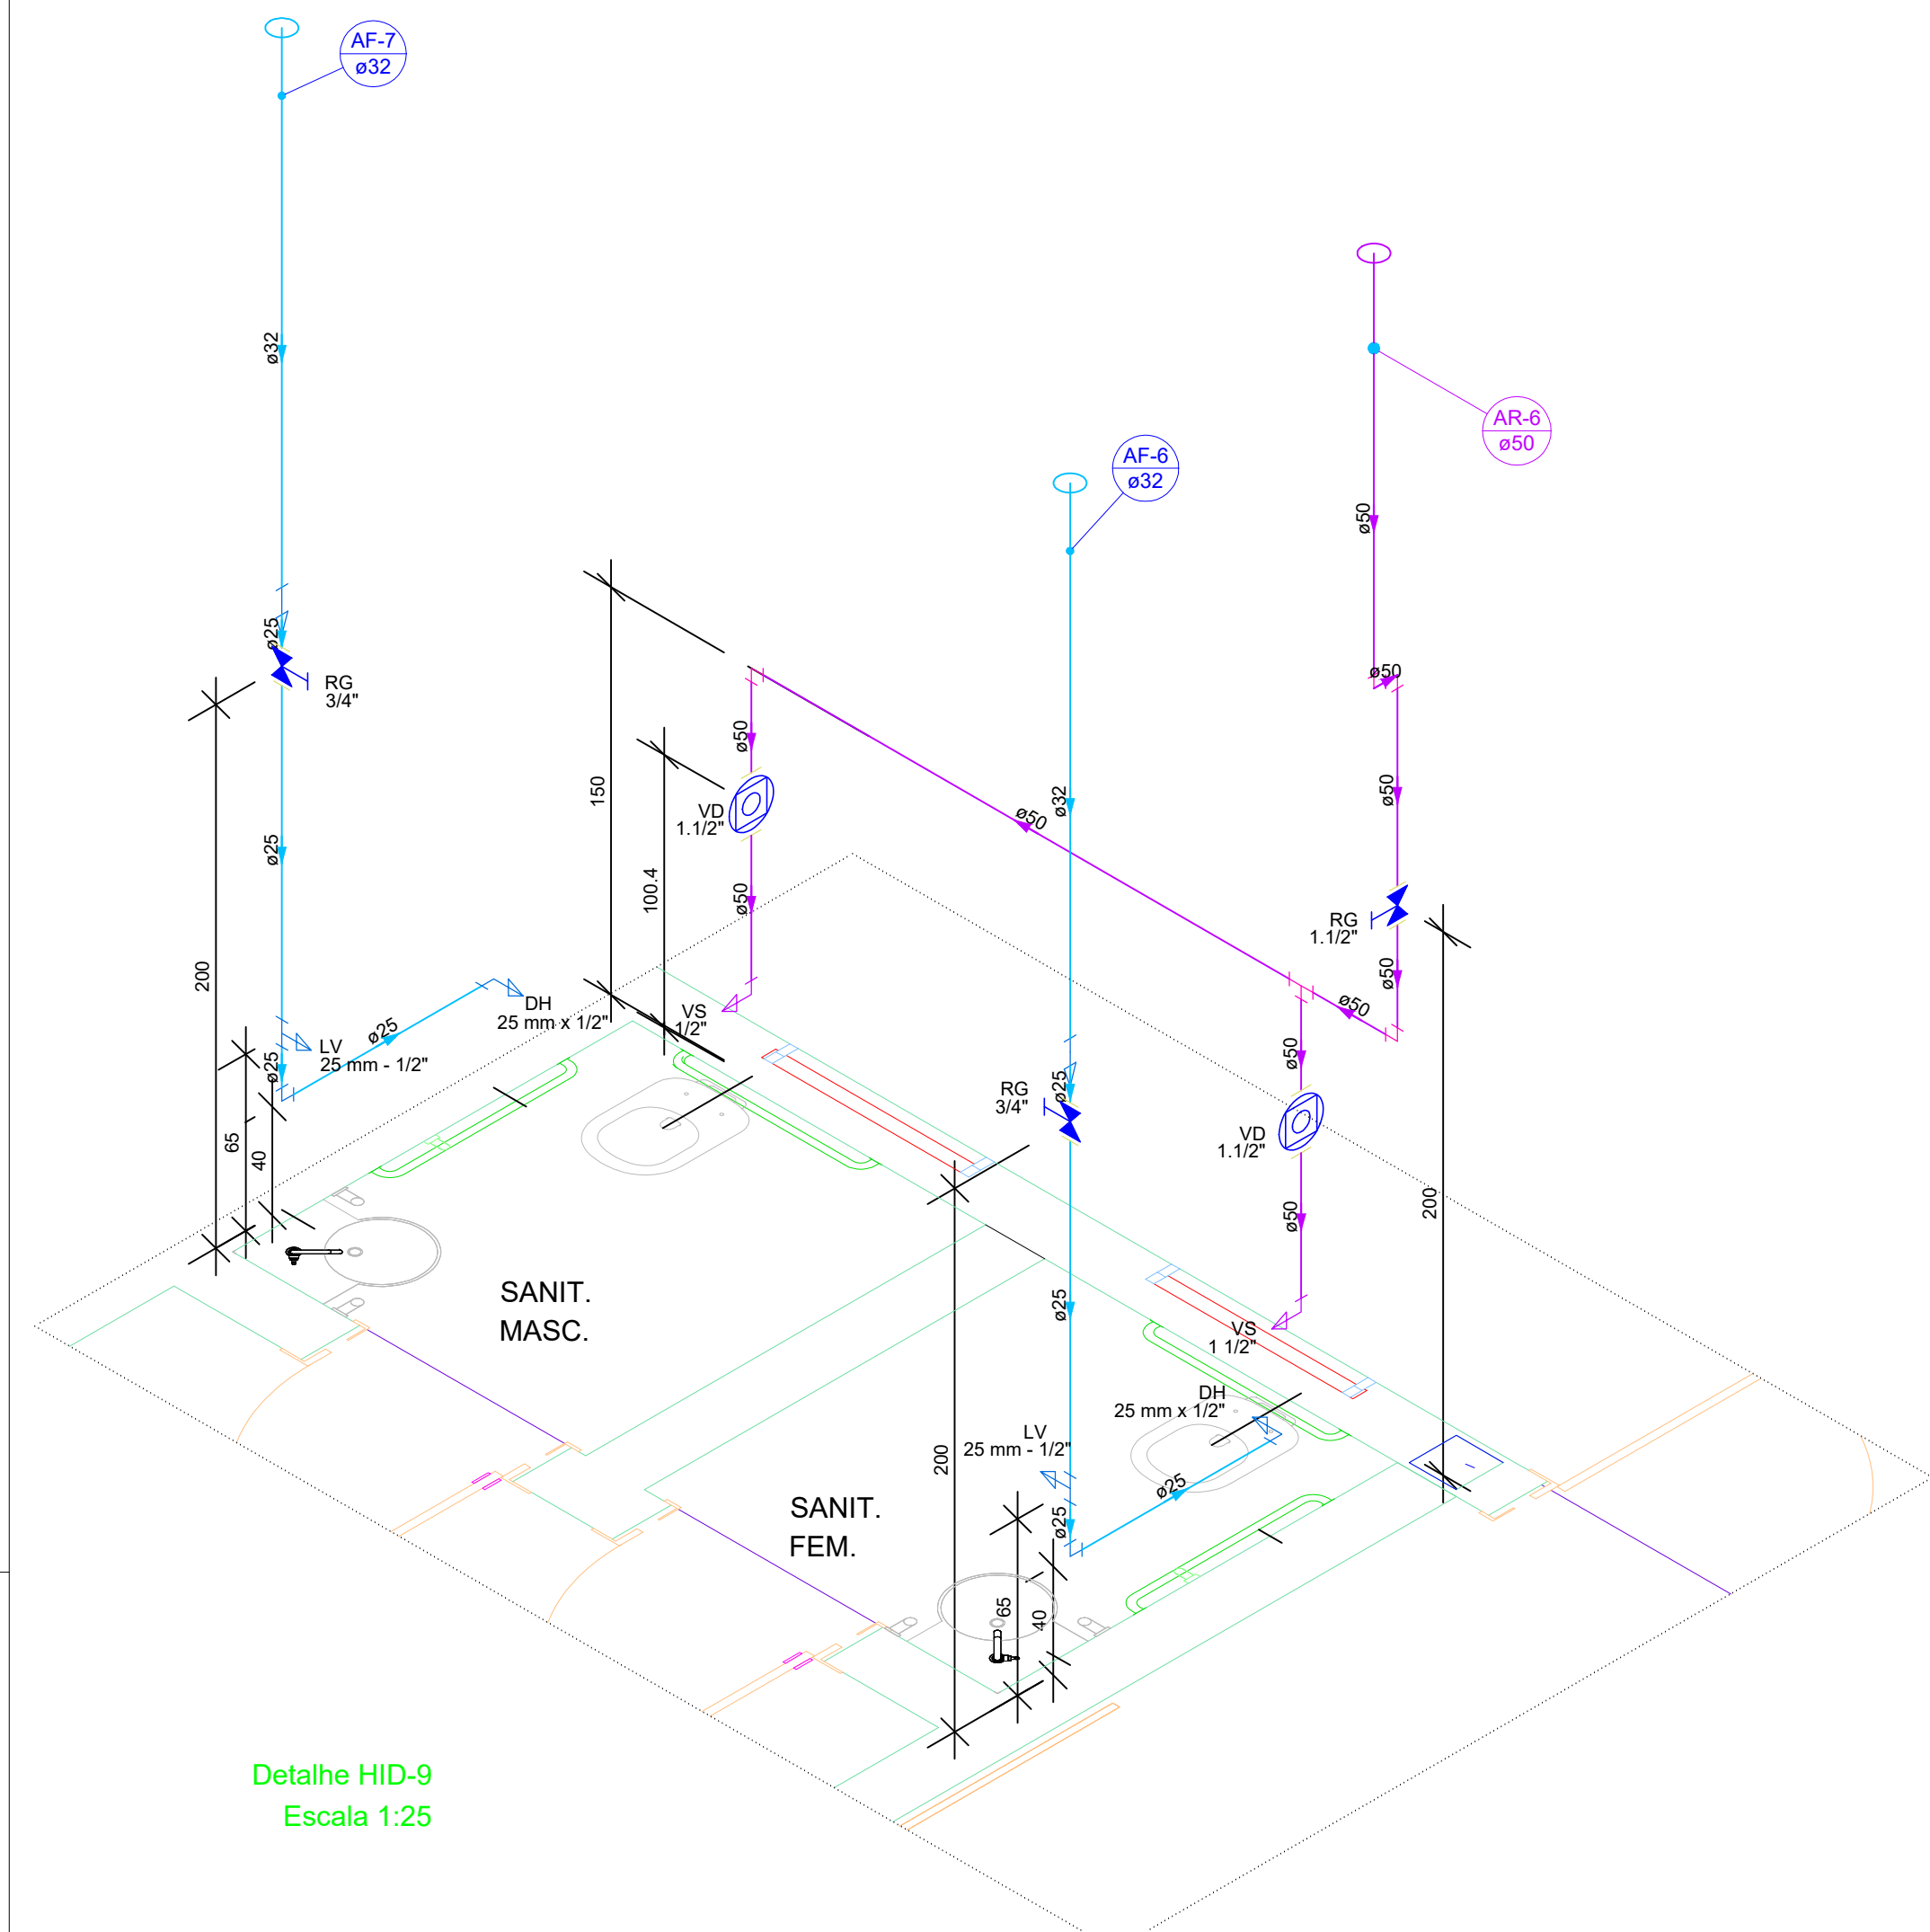 AF-7
ø32
AR-6
ø50
AF-6
ø32
ø32
ø50
ø25
RG
3/4"
ø50
ø50
ø50
ø32
ø50
150
VD
1.1/2"
ø50
100.4
ø25
ø50
RG
1.1/2"
ø50
ø50
200
DH
25 mm x 1/2"
VS
1/2"
ø25
LV
25 mm - 1/2"
ø25
ø50
RG
3/4"
ø25
VD
1.1/2"
65
40
200
ø50
SANIT.
MASC.
ø25
VS
1 1/2"
DH
25 mm x 1/2"
LV
25 mm - 1/2"
200
ø25
ø25
SANIT.
FEM.
65
40
Detalhe HID-9
Escala 1:25